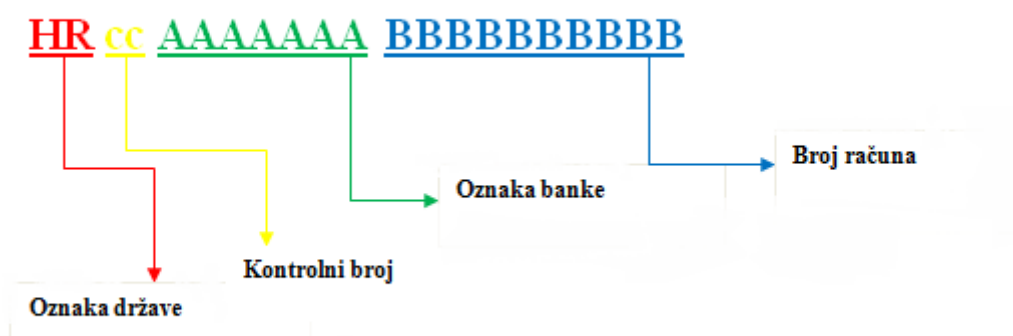 HR cc AAAAAAA BBBBBBBBBB
Broj računa
Oznaka banke
Kontrolni broj
Oznaka države